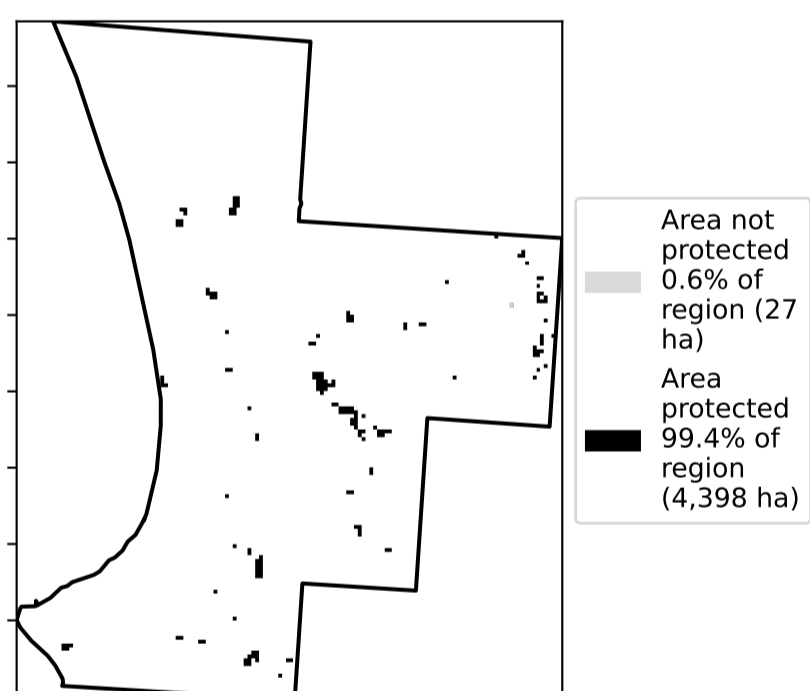 Area not
protected
0.6% of
region (27
ha)
Area
protected
99.4% of
region
(4,398 ha)